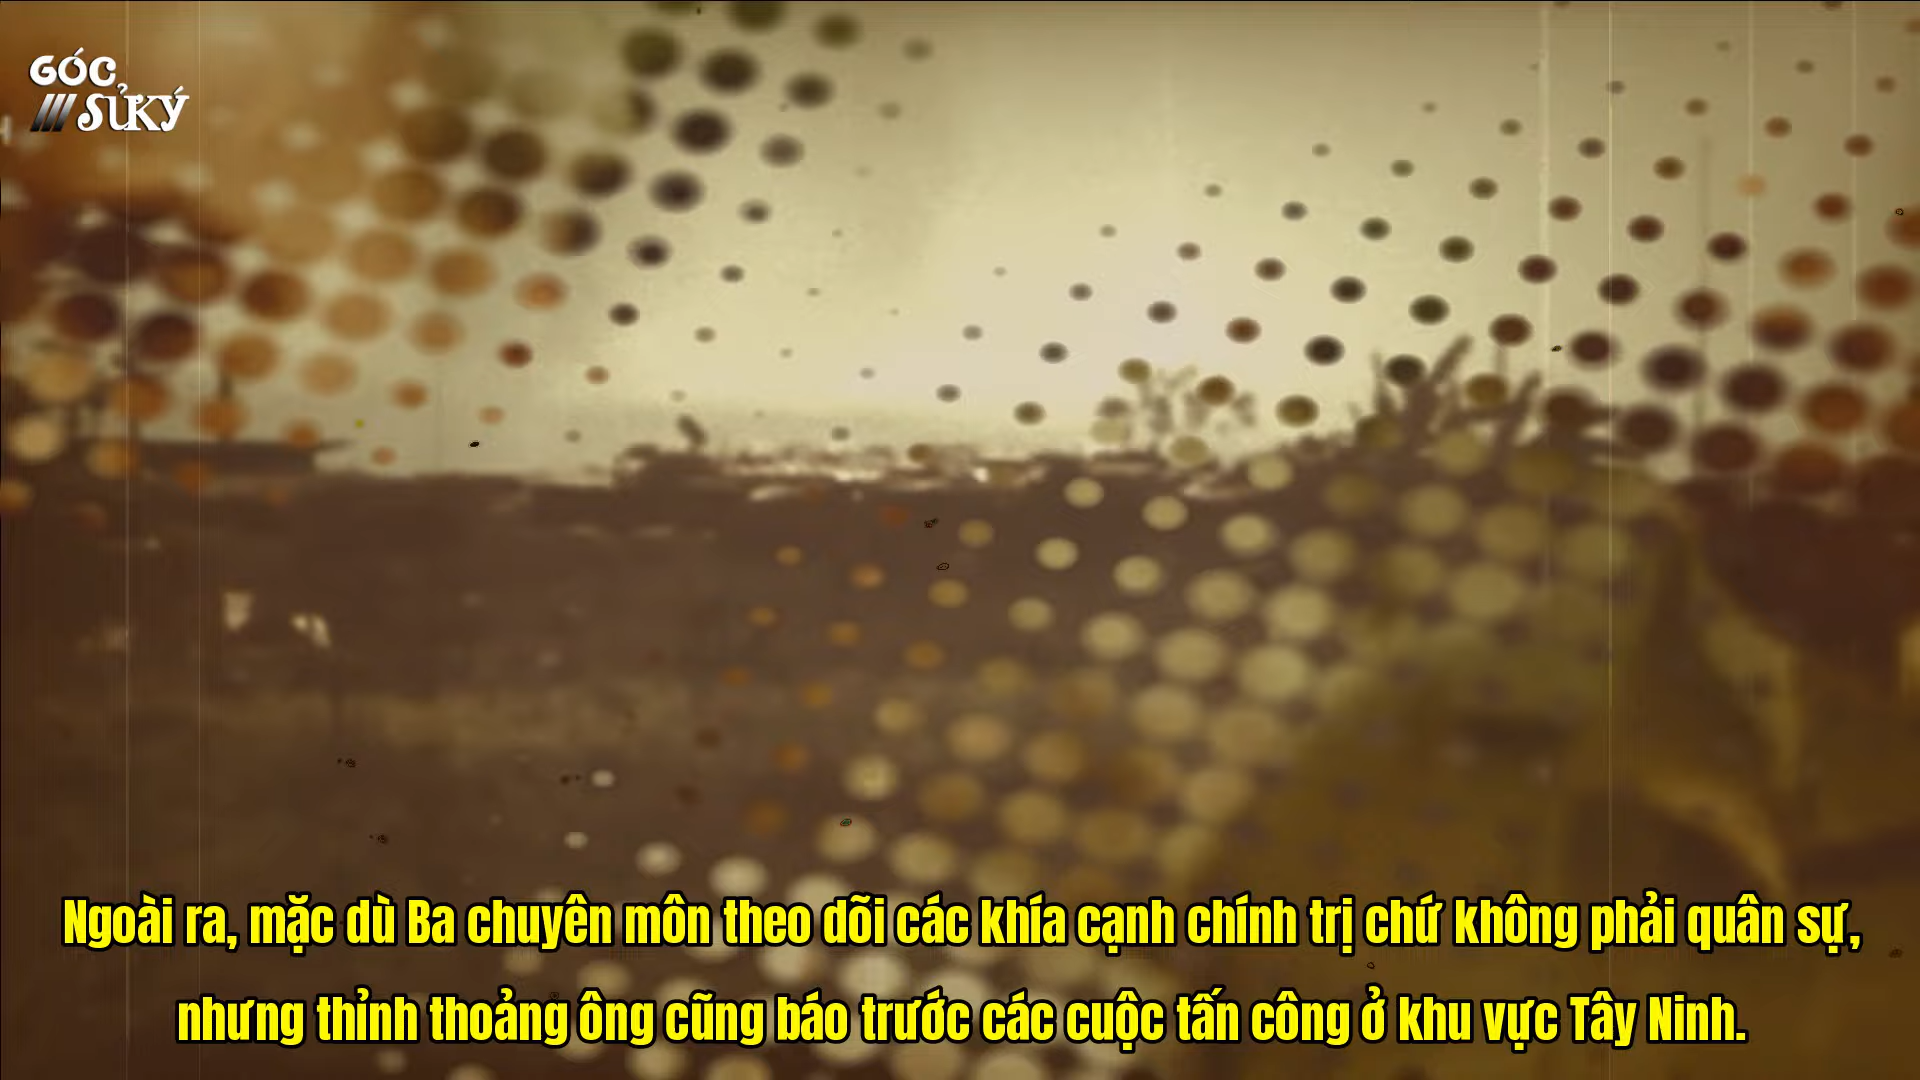 GÓC
SỬ KÝ
Ngoài ra, mặc dù Ba chuyên môn theo dõi các khía cạnh chính trị chứ không phải quân sự,
nhưng thỉnh thoảng ông cũng báo trước các cuộc tấn công ở khu vực Tây Ninh.